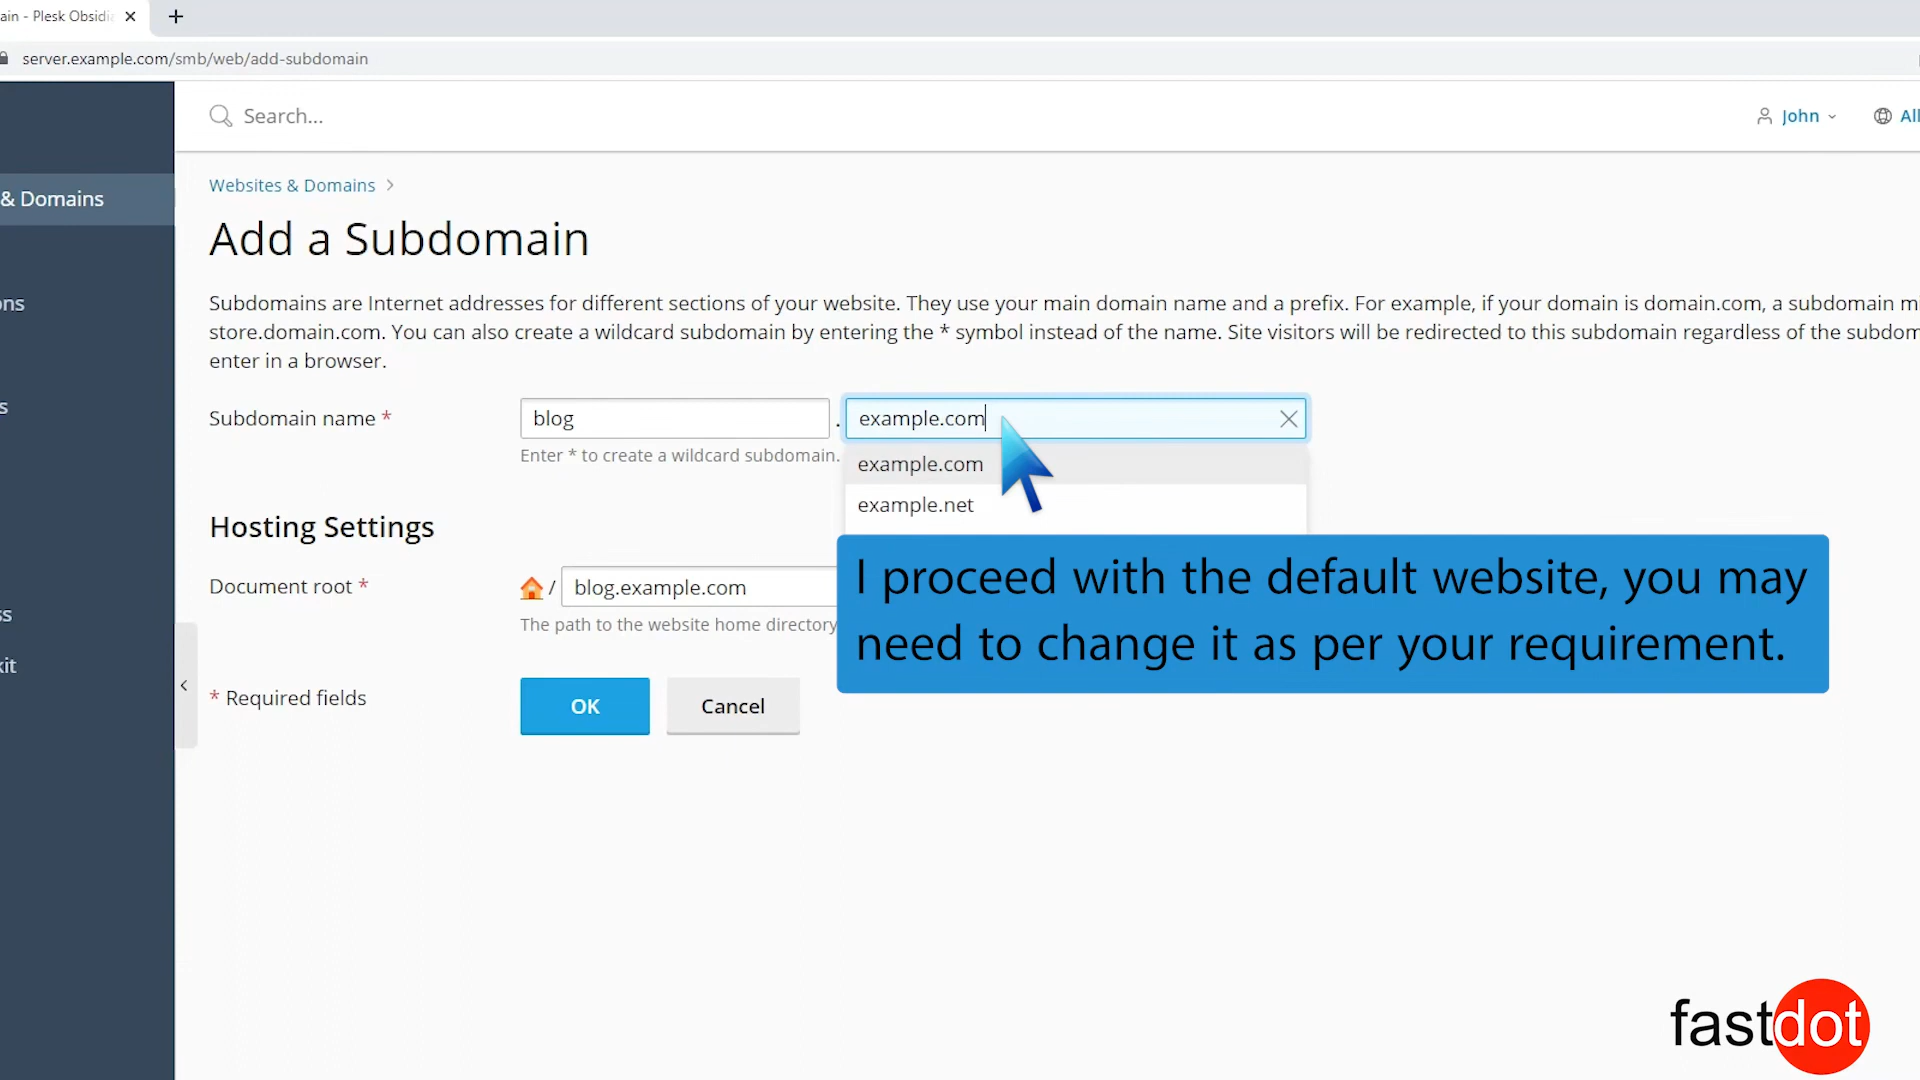 ain - Plesk Obsidi
server.example.com/smb/web/add-subdomain
Search...
John
All
& Domains
ons
s
ss
kit
Websites & Domains
Add a Subdomain
Subdomains are Internet addresses for different sections of your website. They use your main domain name and a prefix. For example, if your domain is domain.com, a subdomain m
store.domain.com. You can also create a wildcard subdomain by entering the * symbol instead of the name. Site visitors will be redirected to this subdomain regardless of the subdom
enter in a browser.
Subdomain name *
blog
.
example.com
Enter * to create a wildcard subdomain.
example.com
example.net
Hosting Settings
Document root *
/ blog.example.com
The path to the website home directory
I proceed with the default website, you may
need to change it as per your requirement.
* Required fields
OK
Cancel
fastdot